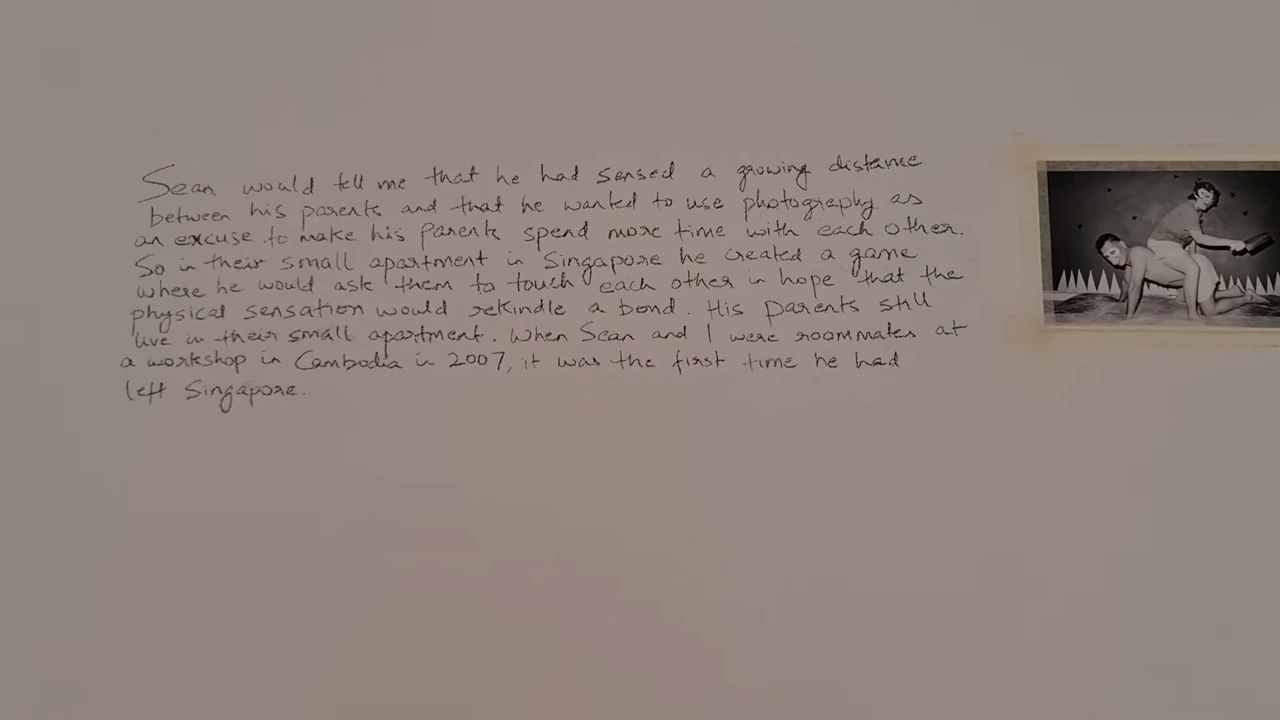 Sean would tell me that he had sensed a growing distance
between his parents and that he wanted to use photography as
an excuse to make his parents spend more time with each other.
So in their small apartment in Singapore he created a game
where he would ask them to touch each other in hope that the
physical sensation would rekindle a bond. His parents still
live in their small apartment. When Sean and I were roommates at
a workshop in Cambodia in 2007, it was the first time he had
left Singapore.